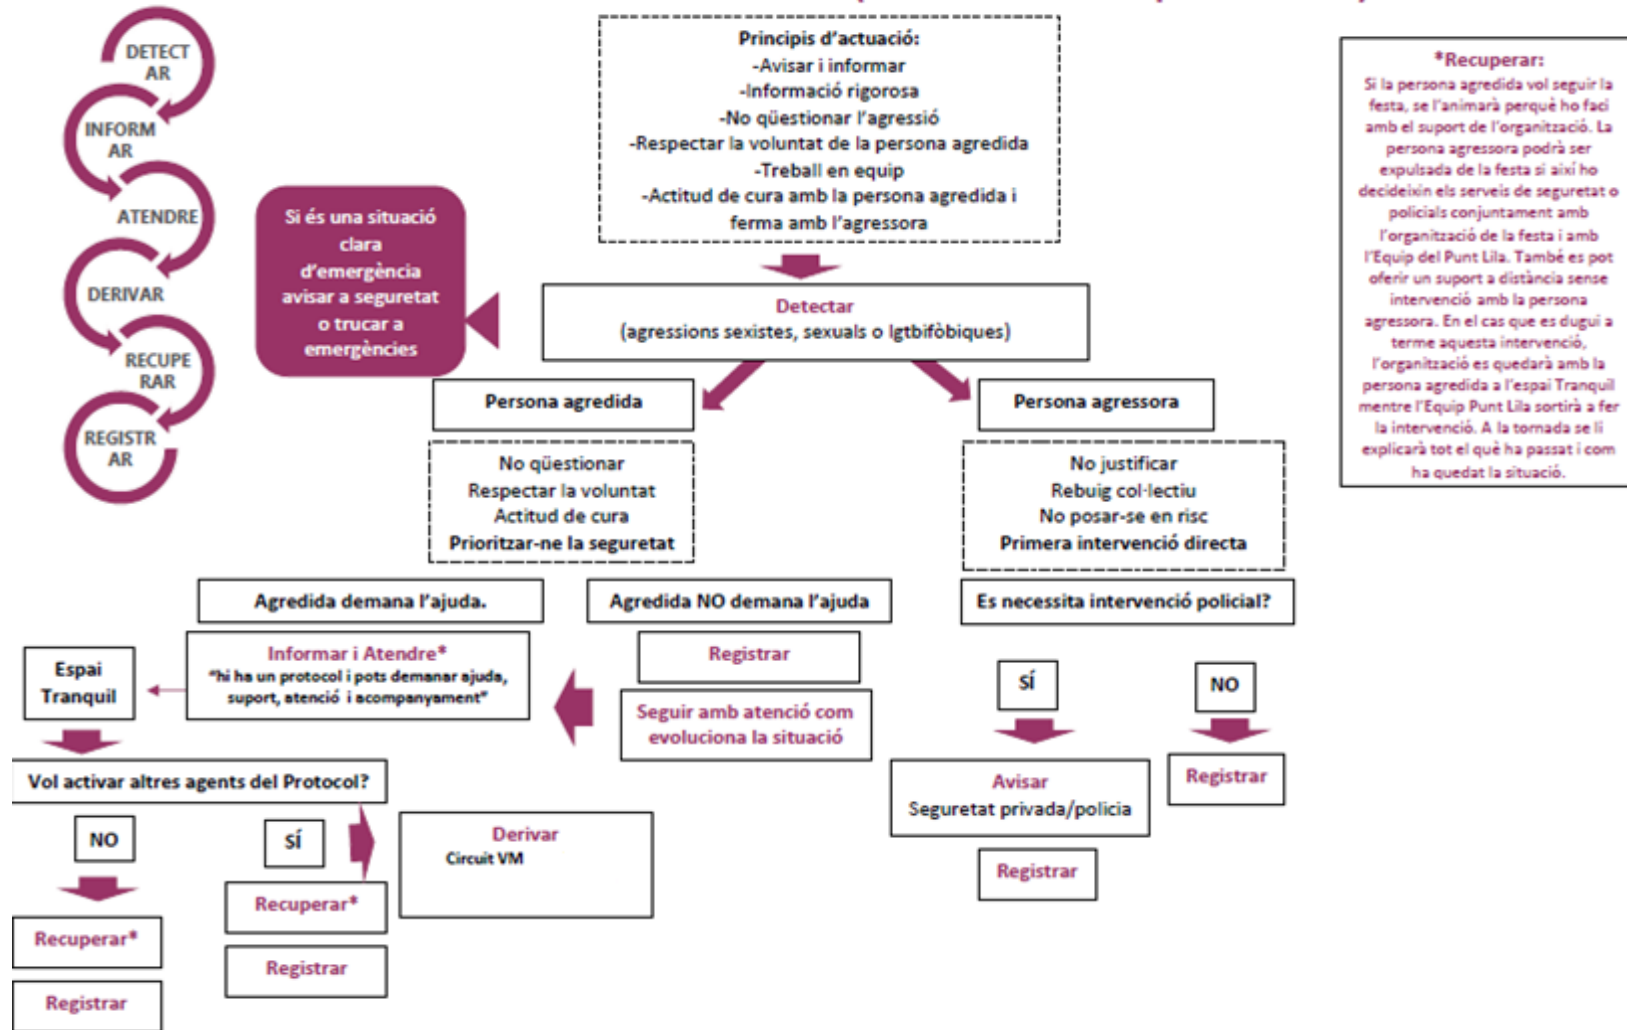 DETECT
AR
INFORM
AR
ATENDRE
DERIVAR
RECUPE
RAR
REGISTR
AR
Si és una situació
clara
d'emergència
avisar a seguretat
o trucar a
emergències
Principis d'actuació:
-Avisar i informar
-Informació rigorosa
-No qüestionar l'agressió
-Respectar la voluntat de la persona agredida
-Treball en equip
-Actitud de cura amb la persona agredida i
ferma amb l'agressora
Detectar
(agressions sexistes, sexuals o lgtbifòbiques)
*Recuperar:
Si la persona agredida vol seguir la
festa, se l'animarà perquè ho faci
amb el suport de l'organització. La
persona agressora podrà ser
expulsada de la festa si així ho
decideixin els serveis de seguretat o
policials conjuntament amb
l'organització de la festa i amb
l'Equip del Punt Lila. També es pot
oferir un suport a distància sense
intervenció amb la persona
agressora. En el cas que es dugui a
terme aquesta intervenció,
l'organització es quedarà amb la
persona agredida a l'espai Tranquil
mentre l'Equip Punt Lila sortirà a fer
la intervenció. A la tornada se li
explicarà tot el què ha passat i com
ha quedat la situació.
Persona agredida
Persona agressora
No qüestionar
Respectar la voluntat
Actitud de cura
Prioritzar-ne la seguretat
No justificar
Rebuig col·lectiu
No posar-se en risc
Primera intervenció directa
Agredida demana l'ajuda.
Agredida NO demana l'ajuda
Es necessita intervenció policial?
Espai
Tranquil
Informar i Atendre*
"hi ha un protocol i pots demanar ajuda,
suport, atenció i acompanyament"
Registrar
Seguir amb atenció com
evoluciona la situació
SÍ
NO
Vol activar altres agents del Protocol?
Avisar
Seguretat privada/policia
Registrar
Registrar
NO
SÍ
Derivar
Circuit VM
Recuperar*
Registrar
Recuperar*
Registrar